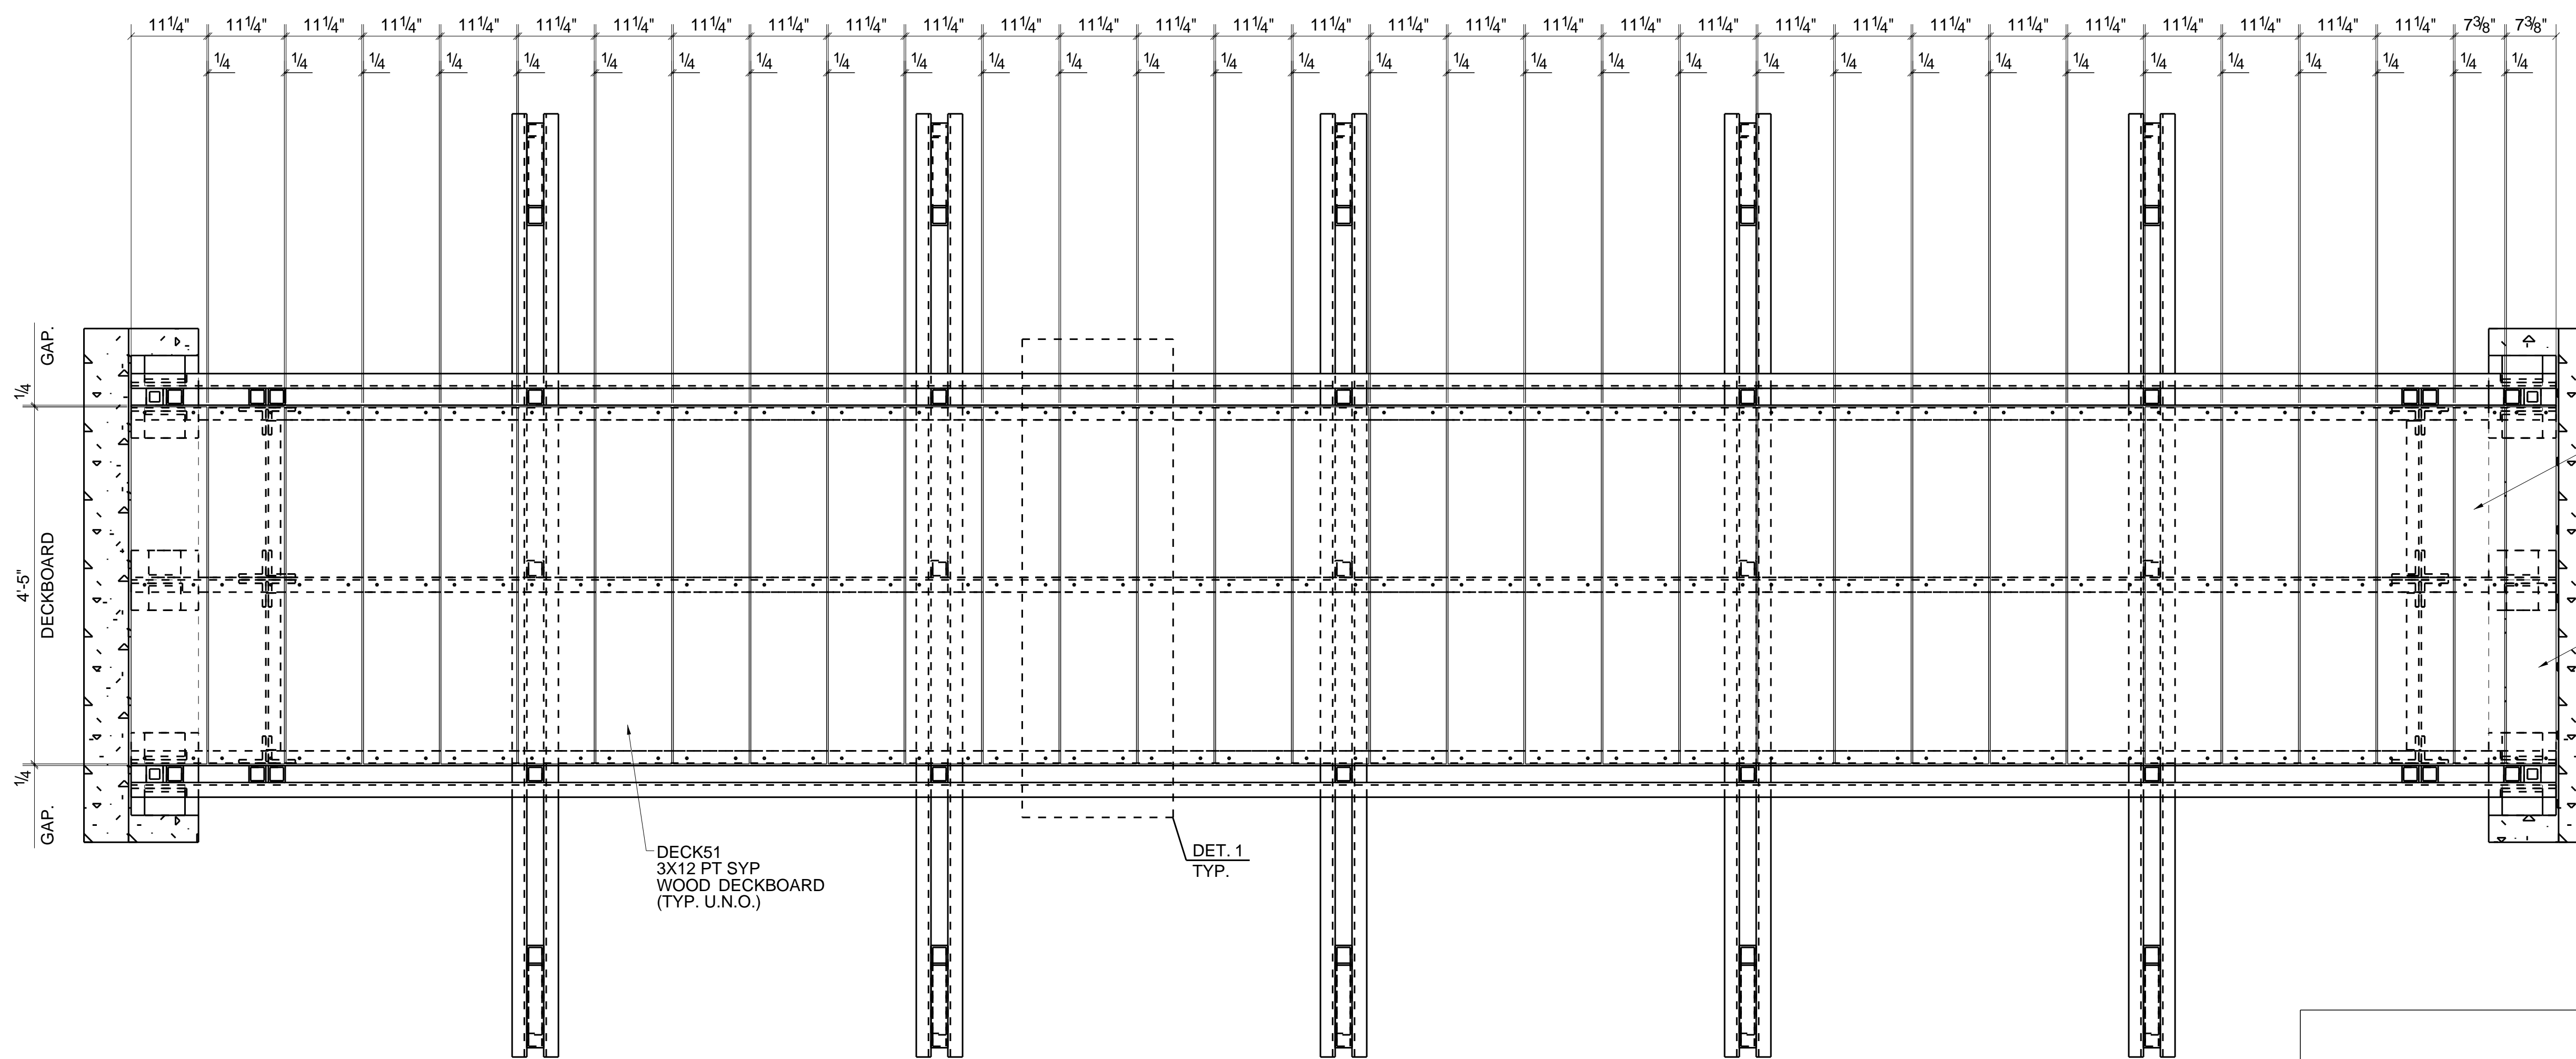 11¼" 11¼" 11¼" 11¼" 11¼" 11¼" 11¼" 11¼" 11¼" 11¼" 11¼" 11¼" 11¼" 11¼" 11¼" 11¼" 11¼" 11¼" 11¼" 11¼" 11¼" 11¼" 11¼" 11¼" 11¼" 11¼" 11¼" 11¼" 11¼" 11¼" 7⅜" 7⅜"
¼ ¼ ¼ ¼ ¼ ¼ ¼ ¼ ¼ ¼ ¼ ¼ ¼ ¼ ¼ ¼ ¼ ¼ ¼ ¼ ¼ ¼ ¼ ¼ ¼ ¼ ¼ ¼ ¼ ¼ ¼
¼
GAP.
4'-5"
DECKBOARD
¼
GAP.
DECK51
3X12 PT SYP
WOOD DECKBOARD
(TYP. U.N.O.)
DET. 1
TYP.